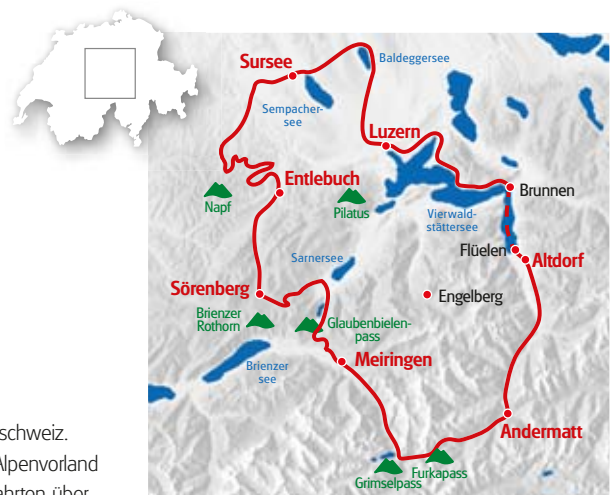 Sursee
Baldeggersee
Sempacher-
see
Luzern
Entlebuch
Napf
Pilatus
Brunnen
Vierwald-
stättersee
Flüelen
Altdorf
Sarnersee
Sörenberg
Engelberg
Brienzer
Rothorn
Glaubenbielen-
pass
Brienzer
see
Meiringen
Andermatt
Grimselpass
Furkapass
schweiz.
Alpenvorland